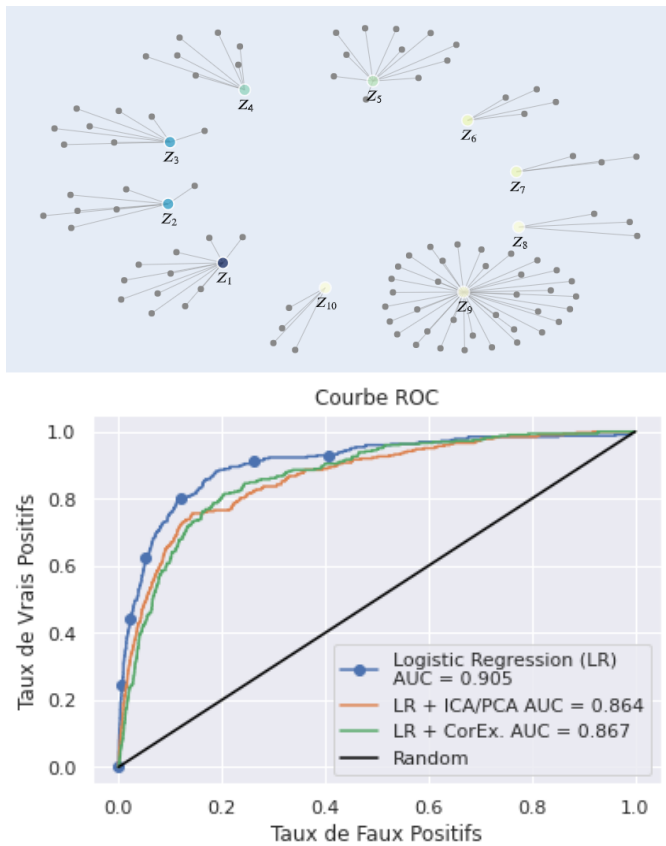 z4
z5
z6
z3
z7
z2
z8
z1
z10
z9
Courbe ROC
1.0
0.8
0.6
0.4
0.2
0.0
Taux de Vrais Positifs
Logistic Regression (LR)
AUC = 0.905
LR + ICA/PCA AUC = 0.864
LR + CorEx. AUC = 0.867
Random
0.0 0.2 0.4 0.6 0.8 1.0
Taux de Faux Positifs